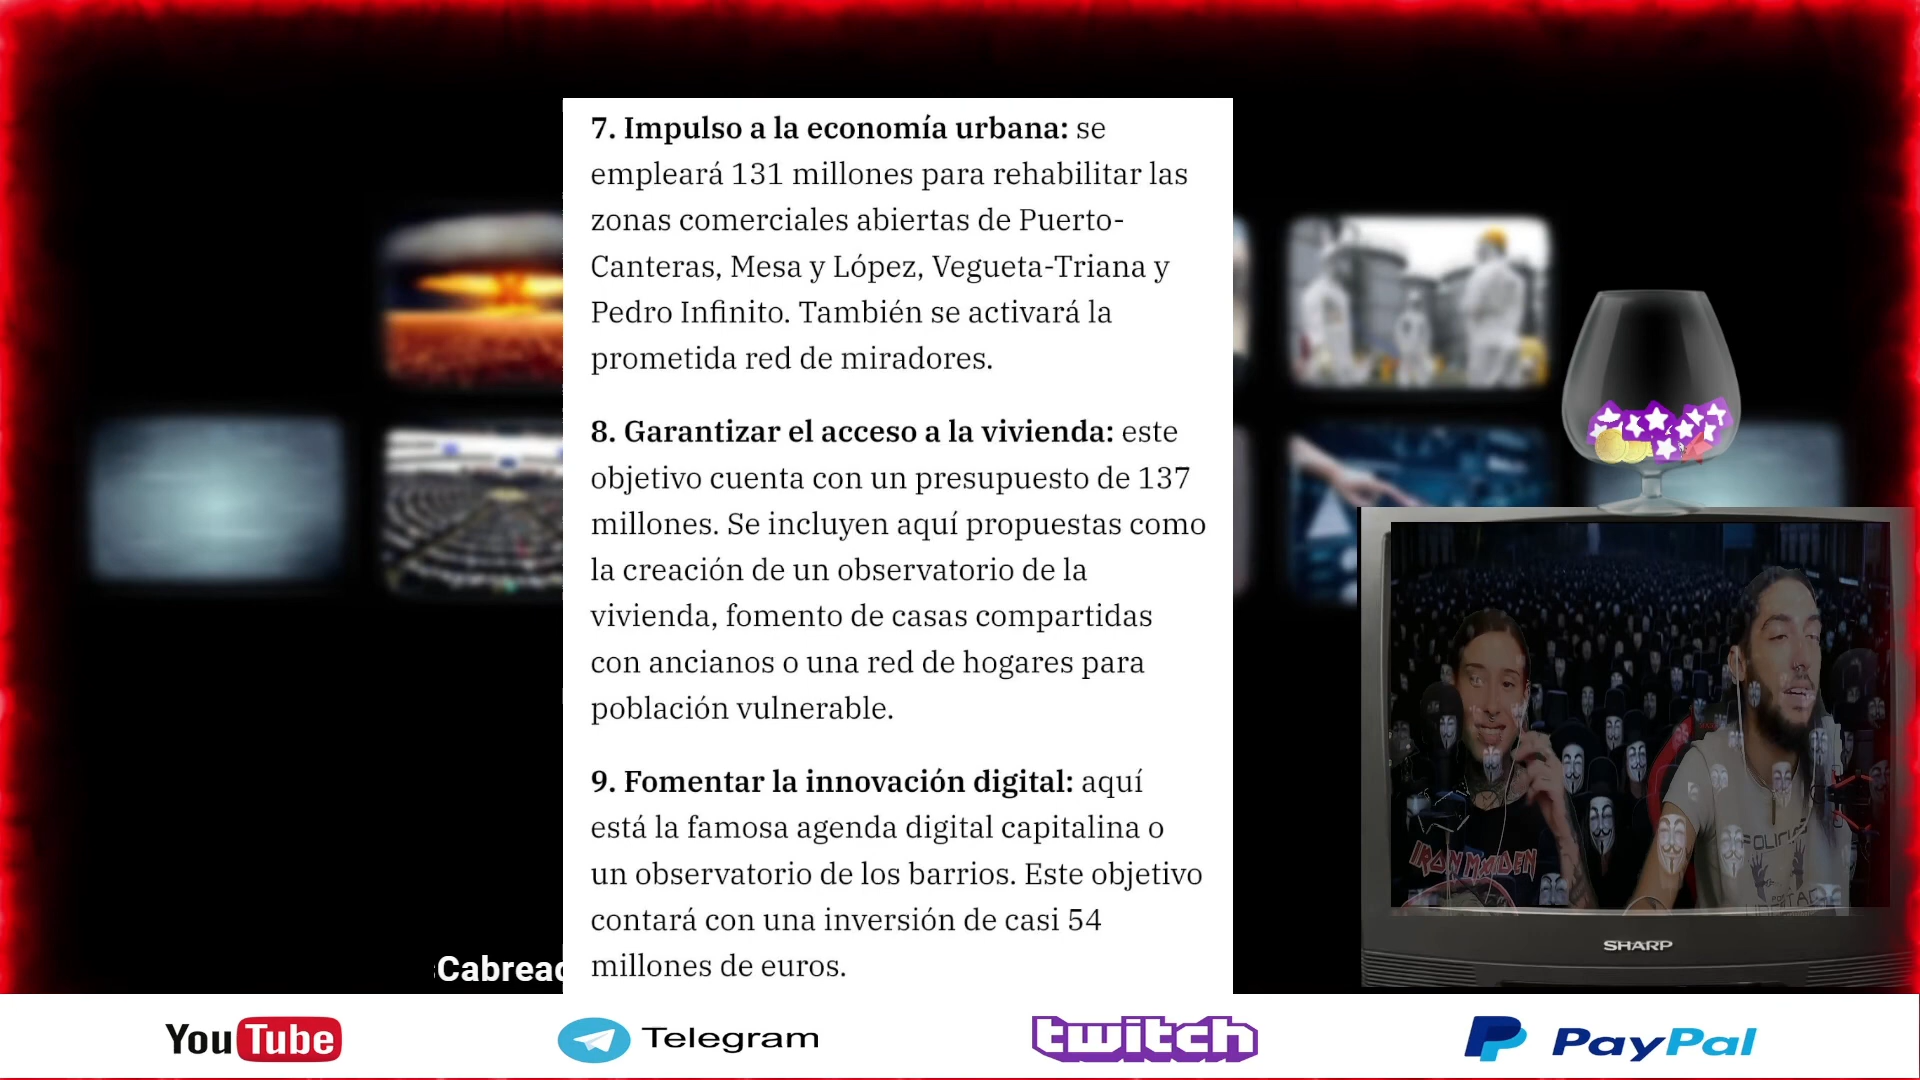 7. Impulso a la economía urbana: se
empleará 131 millones para rehabilitar las
zonas comerciales abiertas de Puerto-
Canteras, Mesa y López, Vegueta-Triana y
Pedro Infinito. También se activará la
prometida red de miradores.
8. Garantizar el acceso a la vivienda: este
objetivo cuenta con un presupuesto de 137
millones. Se incluyen aquí propuestas como
la creación de un observatorio de la
vivienda, fomento de casas compartidas
con ancianos o una red de hogares para
población vulnerable.
9. Fomentar la innovación digital: aquí
está la famosa agenda digital capitalina o
un observatorio de los barrios. Este objetivo
contará con una inversión de casi 54
millones de euros.
IRON MAIDEN
SHARP
YouTube
Telegram
twitch
PayPal